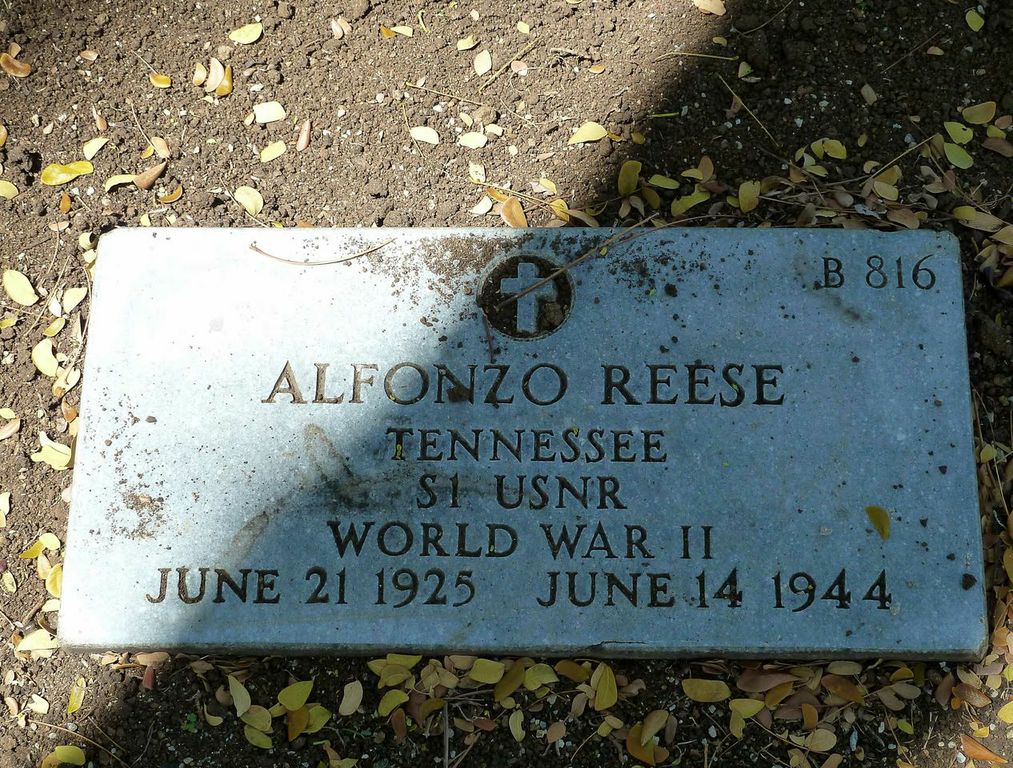 B 816
ALFONZO REESE
TENNESSEE
S1 USNR
WORLD WAR II
JUNE 21 1925 JUNE 14 1944